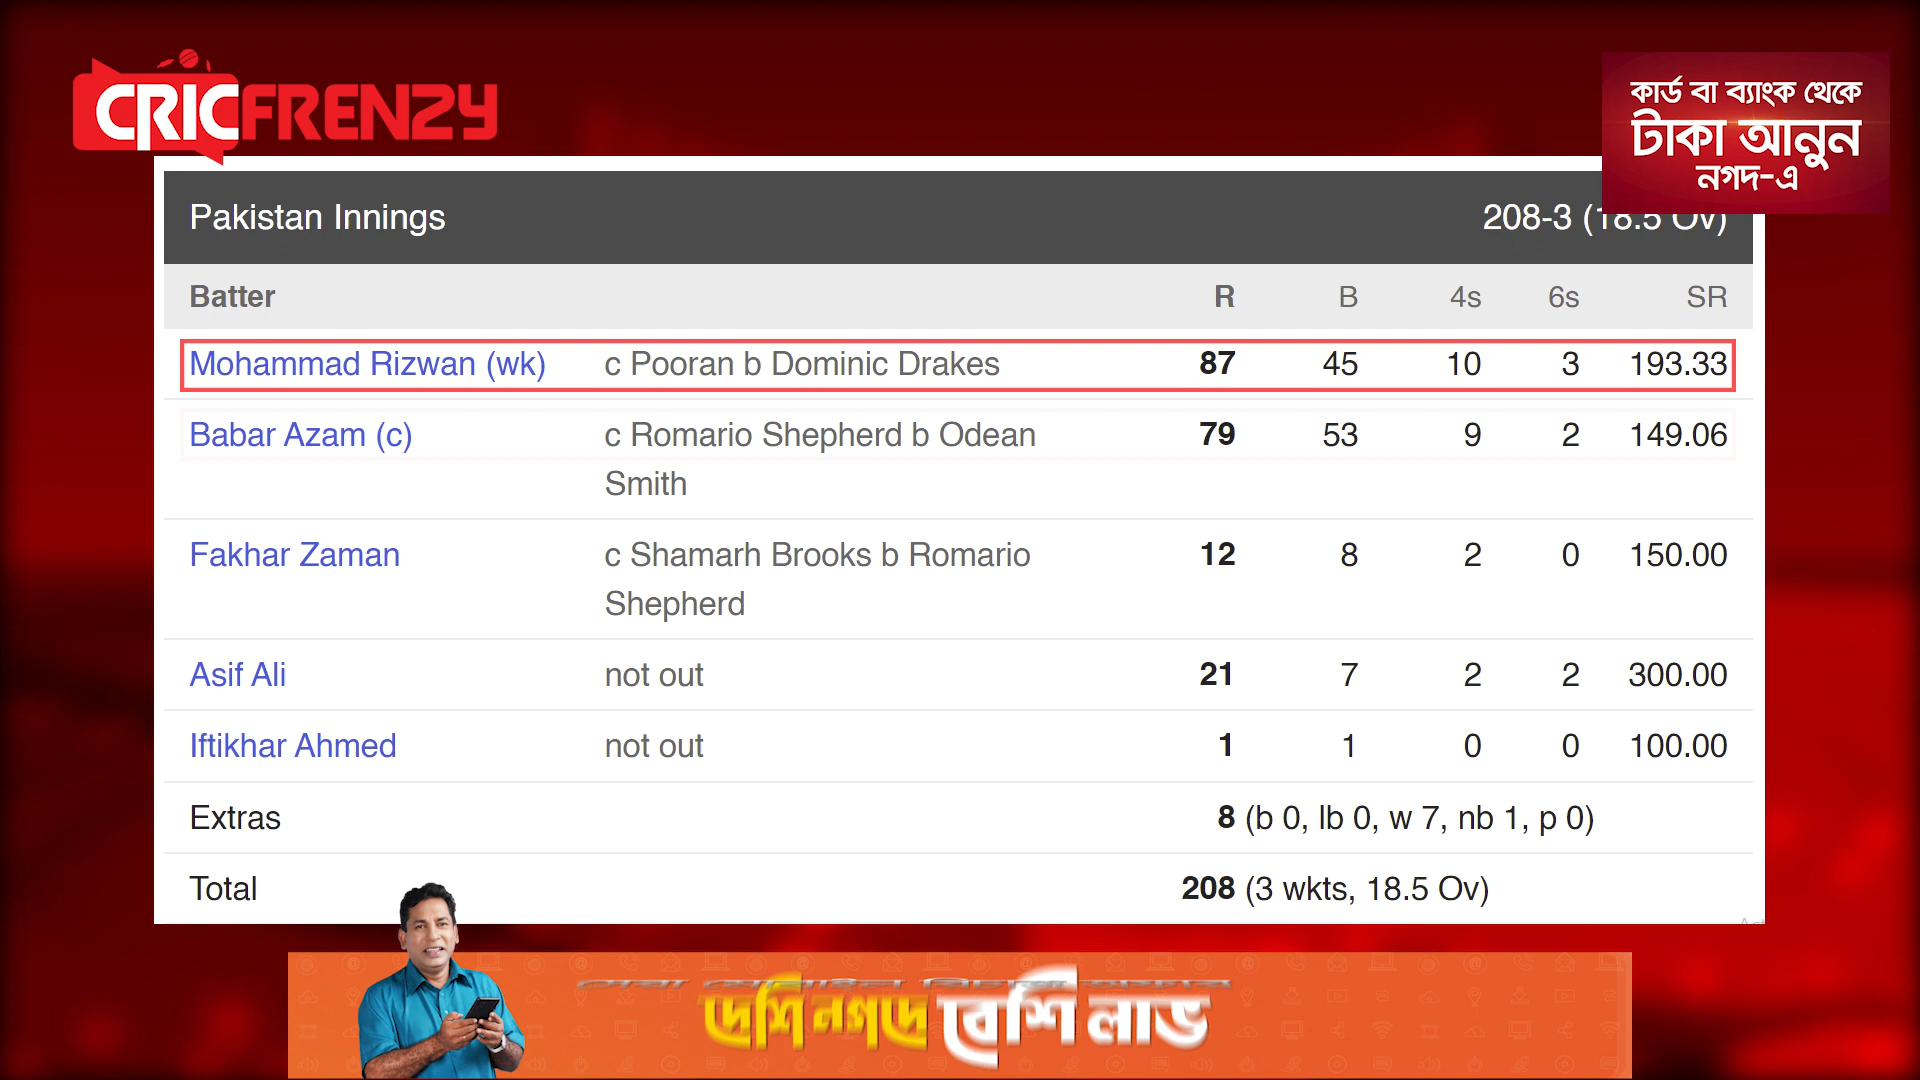 CRICFRENZY
কার্ড বা ব্যাংক থেকে
টাকা আনুন
নগদ-এ
Pakistan Innings 208-3 (18.5 Ov)
Batter R B 4s 6s SR
Mohammad Rizwan (wk) c Pooran b Dominic Drakes 87 45 10 3 193.33
Babar Azam (c) c Romario Shepherd b Odean 79 53 9 2 149.06
Smith
Fakhar Zaman c Shamarh Brooks b Romario 12 8 2 0 150.00
Shepherd
Asif Ali not out 21 7 2 2 300.00
Iftikhar Ahmed not out 1 1 0 0 100.00
Extras 8 (b 0, lb 0, w 7, nb 1, p 0)
Total 208 (3 wkts, 18.5 Ov)
দেশি নগদে বেশি লাভ